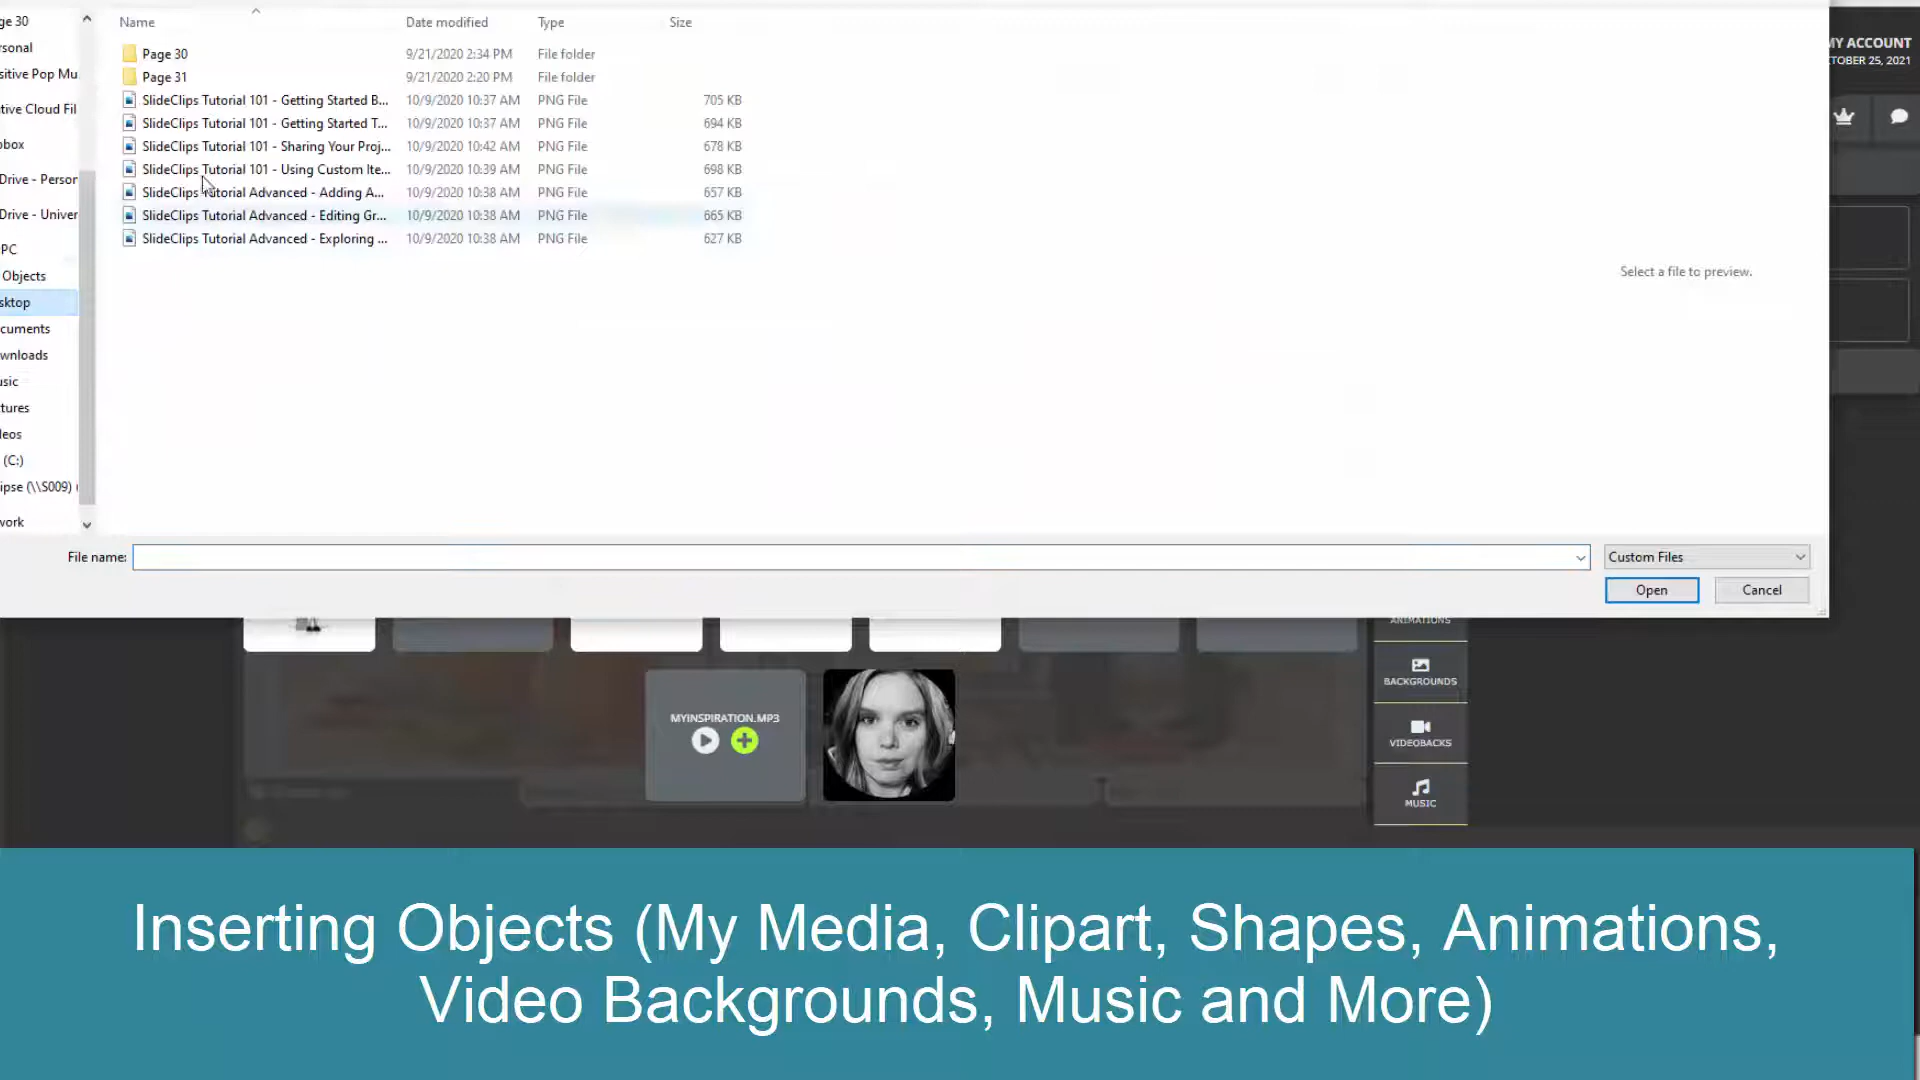 Name Date modified Type Size
ge 30
Page 30 9/21/2020 2:34 PM File folder
MY ACCOUNT
rsonal
TOBER 25, 2021
sitive Pop Mu
Page 31 9/21/2020 2:20 PM File folder
SlideClips Tutorial 101 - Getting Started B... 10/9/2020 10:37 AM PNG File 705 KB
tive Cloud Fil
SlideClips Tutorial 101 - Getting Started T... 10/9/2020 10:37 AM PNG File 694 KB
box
SlideClips Tutorial 101 - Sharing Your Proj... 10/9/2020 10:42 AM PNG File 678 KB
SlideClips Tutorial 101 - Using Custom Ite... 10/9/2020 10:39 AM PNG File 698 KB
Drive - Person
SlideClips Tutorial Advanced - Adding A... 10/9/2020 10:38 AM PNG File 657 KB
Drive - Univer
SlideClips Tutorial Advanced - Editing Gr... 10/9/2020 10:38 AM PNG File 665 KB
SlideClips Tutorial Advanced - Exploring ... 10/9/2020 10:38 AM PNG File 627 KB
PC
Objects
Select a file to preview.
sktop
cuments
wnloads
usic
tures
eos
(C:)
ipse (\\S009) (
work
File name: Custom Files
Open Cancel
ANIMATIONS
BACKGROUNDS
MYINSPIRATION.MP3
VIDEOBACKS
MUSIC
Inserting Objects (My Media, Clipart, Shapes, Animations,
Video Backgrounds, Music and More)